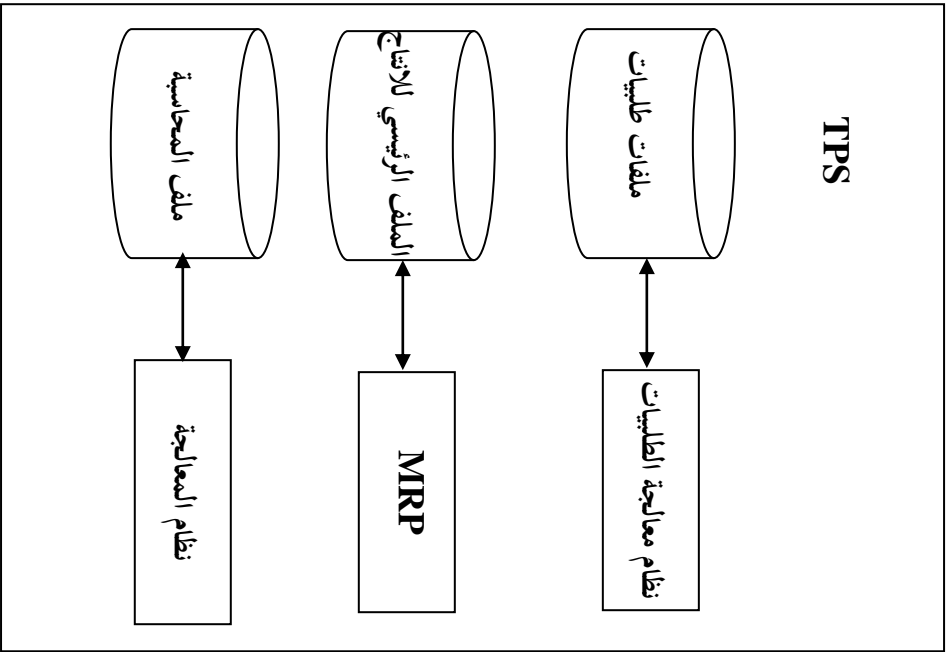 TPS
ملفات طلبيات
نظام معالجة الطلبيات
الملف الرئيسي للانتاج
MRP
ملف المحاسبة
نظام المعالجة